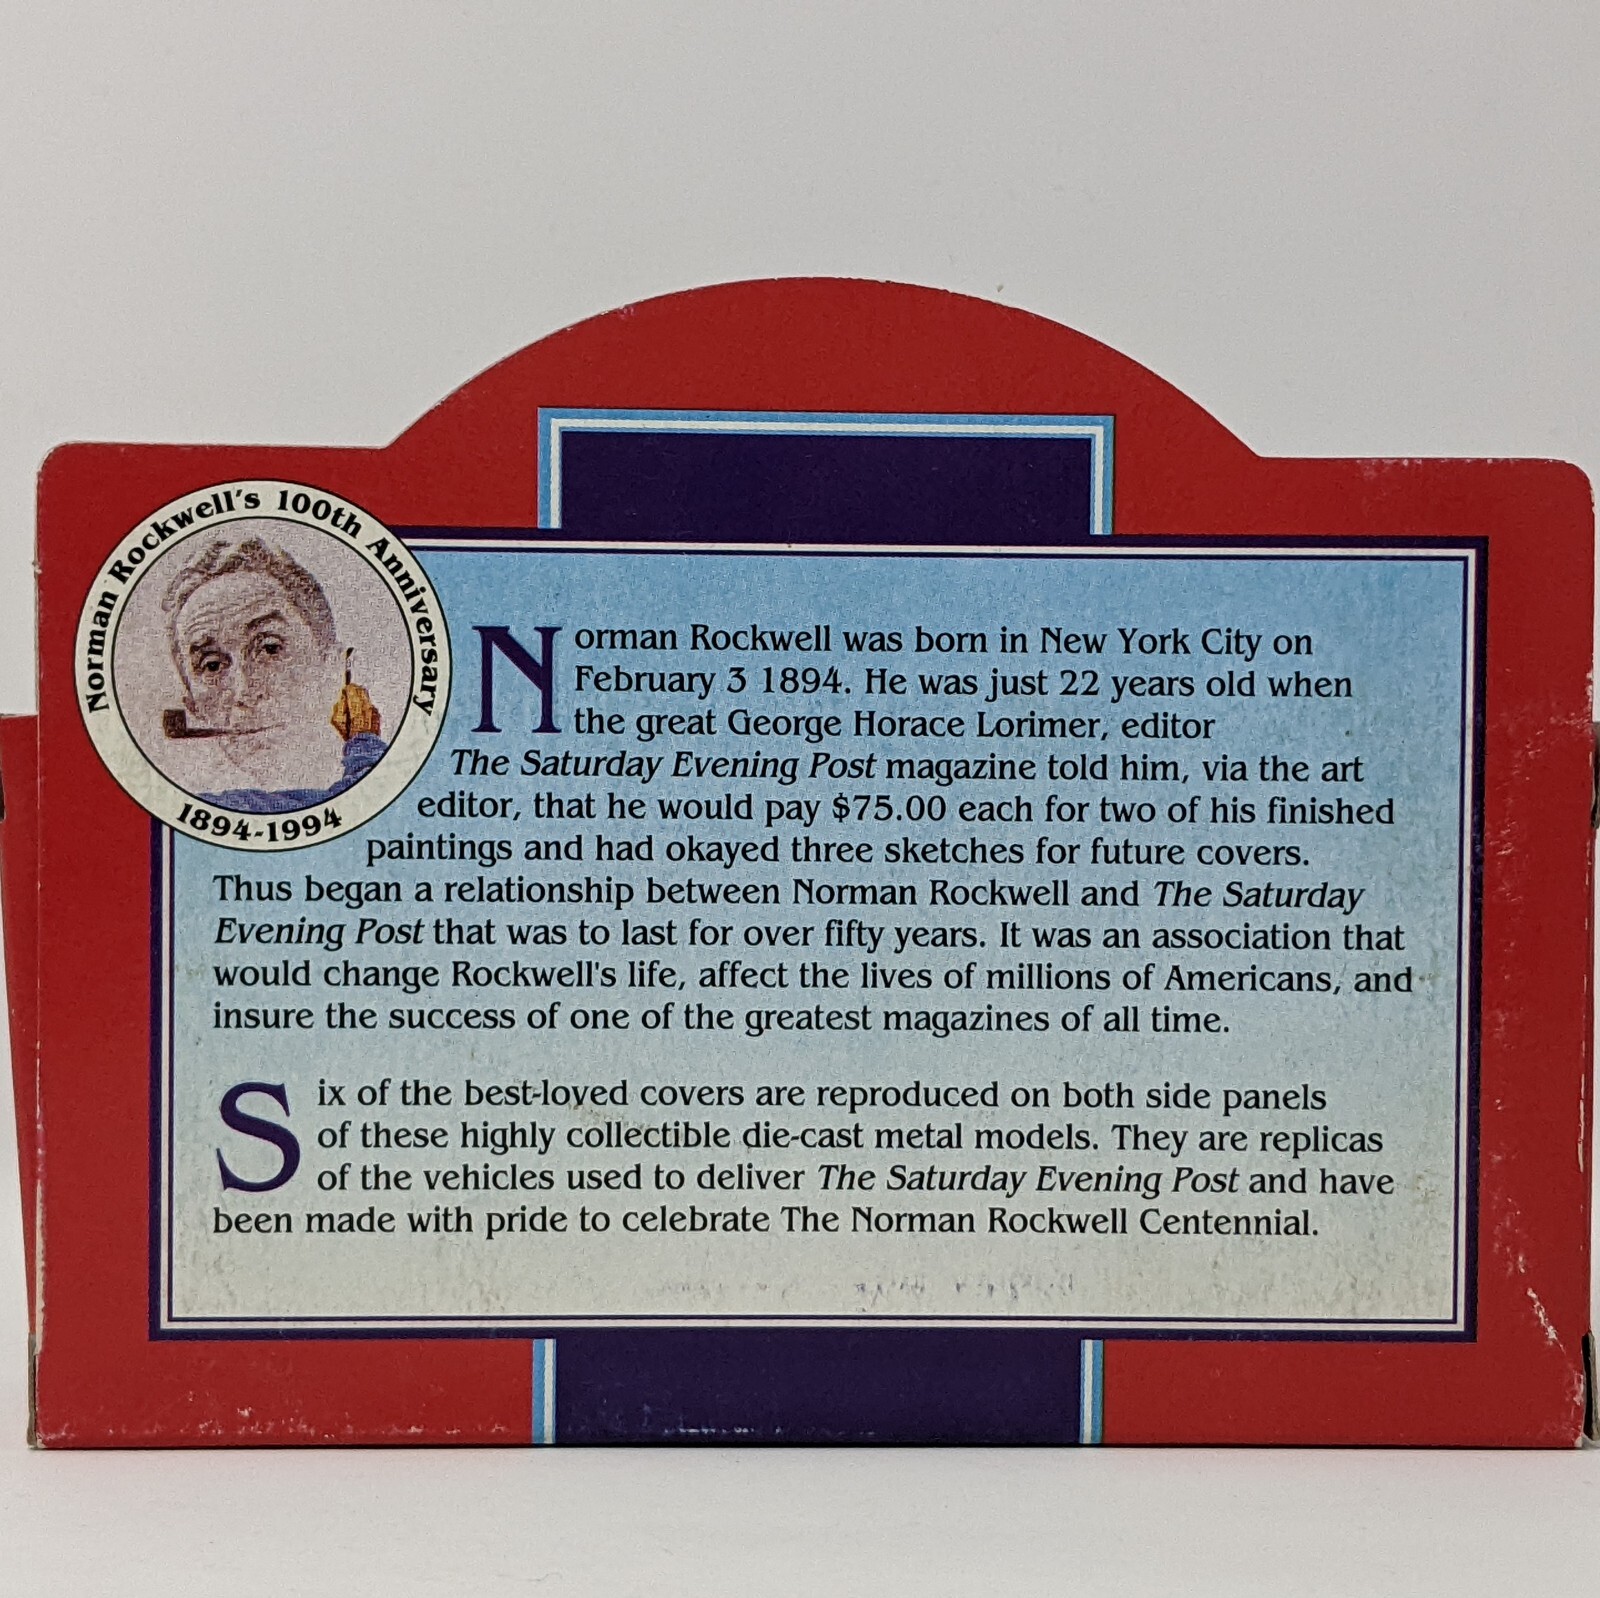 Norman Rockwell's 100th Anniversary
1894-1994
Norman Rockwell was born in New York City on
February 3 1894. He was just 22 years old when
the great George Horace Lorimer, editor
The Saturday Evening Post magazine told him, via the art
editor, that he would pay $75.00 each for two of his finished
paintings and had okayed three sketches for future covers.
Thus began a relationship between Norman Rockwell and The Saturday
Evening Post that was to last for over fifty years. It was an association that
would change Rockwell's life, affect the lives of millions of Americans, and
insure the success of one of the greatest magazines of all time.
Six of the best-loved covers are reproduced on both side panels
of these highly collectible die-cast metal models. They are replicas
of the vehicles used to deliver The Saturday Evening Post and have
been made with pride to celebrate The Norman Rockwell Centennial.